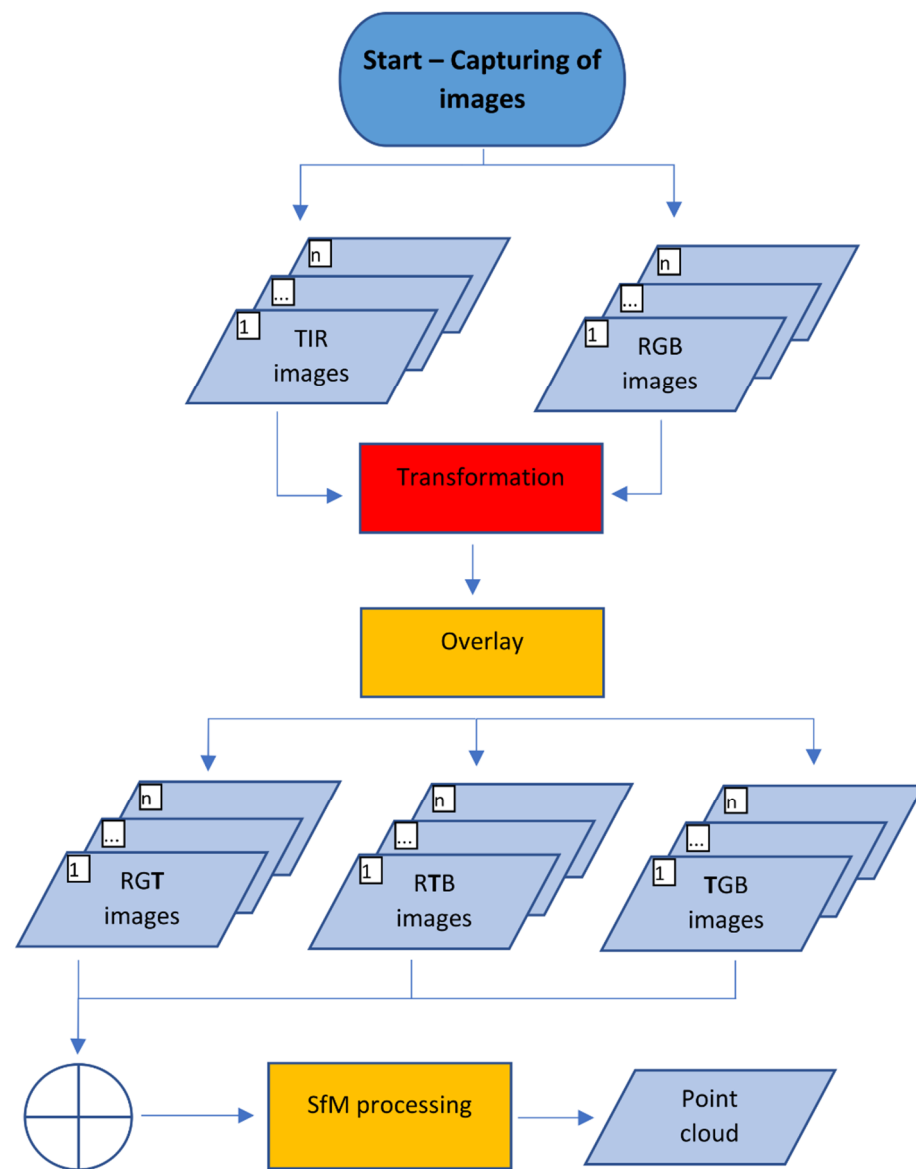 Start – Capturing of
images
n
...
1
TIR
images
n
...
1
RGB
images
Transformation
Overlay
n
...
1
RGT
images
n
...
1
RTB
images
n
...
1
TGB
images
SfM processing
Point
cloud